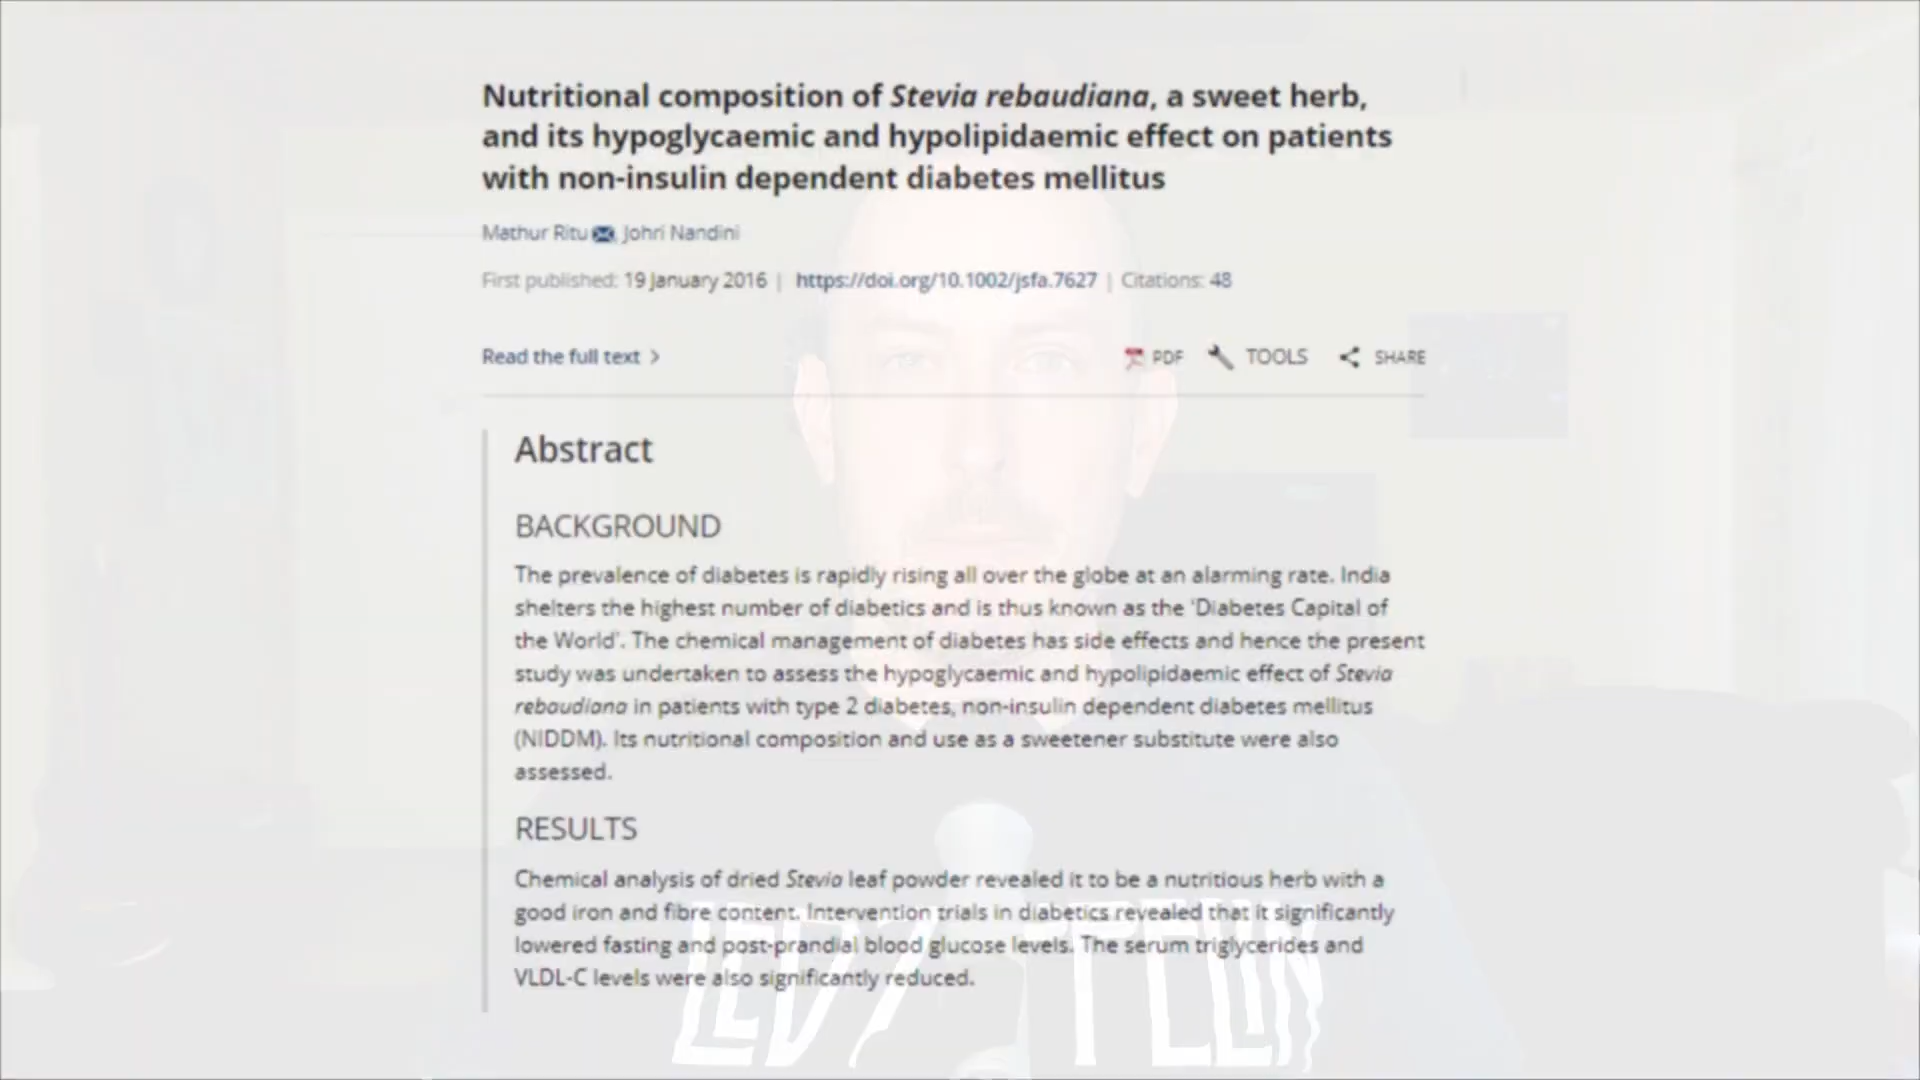 Nutritional composition of Stevia rebaudiana, a sweet herb,
and its hypoglycaemic and hypolipidaemic effect on patients
with non-insulin dependent diabetes mellitus
Mathur Ritu, Johri Nandini
First published: 19 January 2016 | https://doi.org/10.1002/jsfa.7627 | Citations: 48
Read the full text > PDF TOOLS SHARE
Abstract
BACKGROUND
The prevalence of diabetes is rapidly rising all over the globe at an alarming rate. India
shelters the highest number of diabetics and is thus known as the 'Diabetes Capital of
the World'. The chemical management of diabetes has side effects and hence the present
study was undertaken to assess the hypoglycaemic and hypolipidaemic effect of Stevia
rebaudiana in patients with type 2 diabetes, non-insulin dependent diabetes mellitus
(NIDDM). Its nutritional composition and use as a sweetener substitute were also
assessed.
RESULTS
Chemical analysis of dried Stevia leaf powder revealed it to be a nutritious herb with a
good iron and fibre content. Intervention trials in diabetics revealed that it significantly
lowered fasting and post-prandial blood glucose levels. The serum triglycerides and
VLDL-C levels were also significantly reduced.
LED